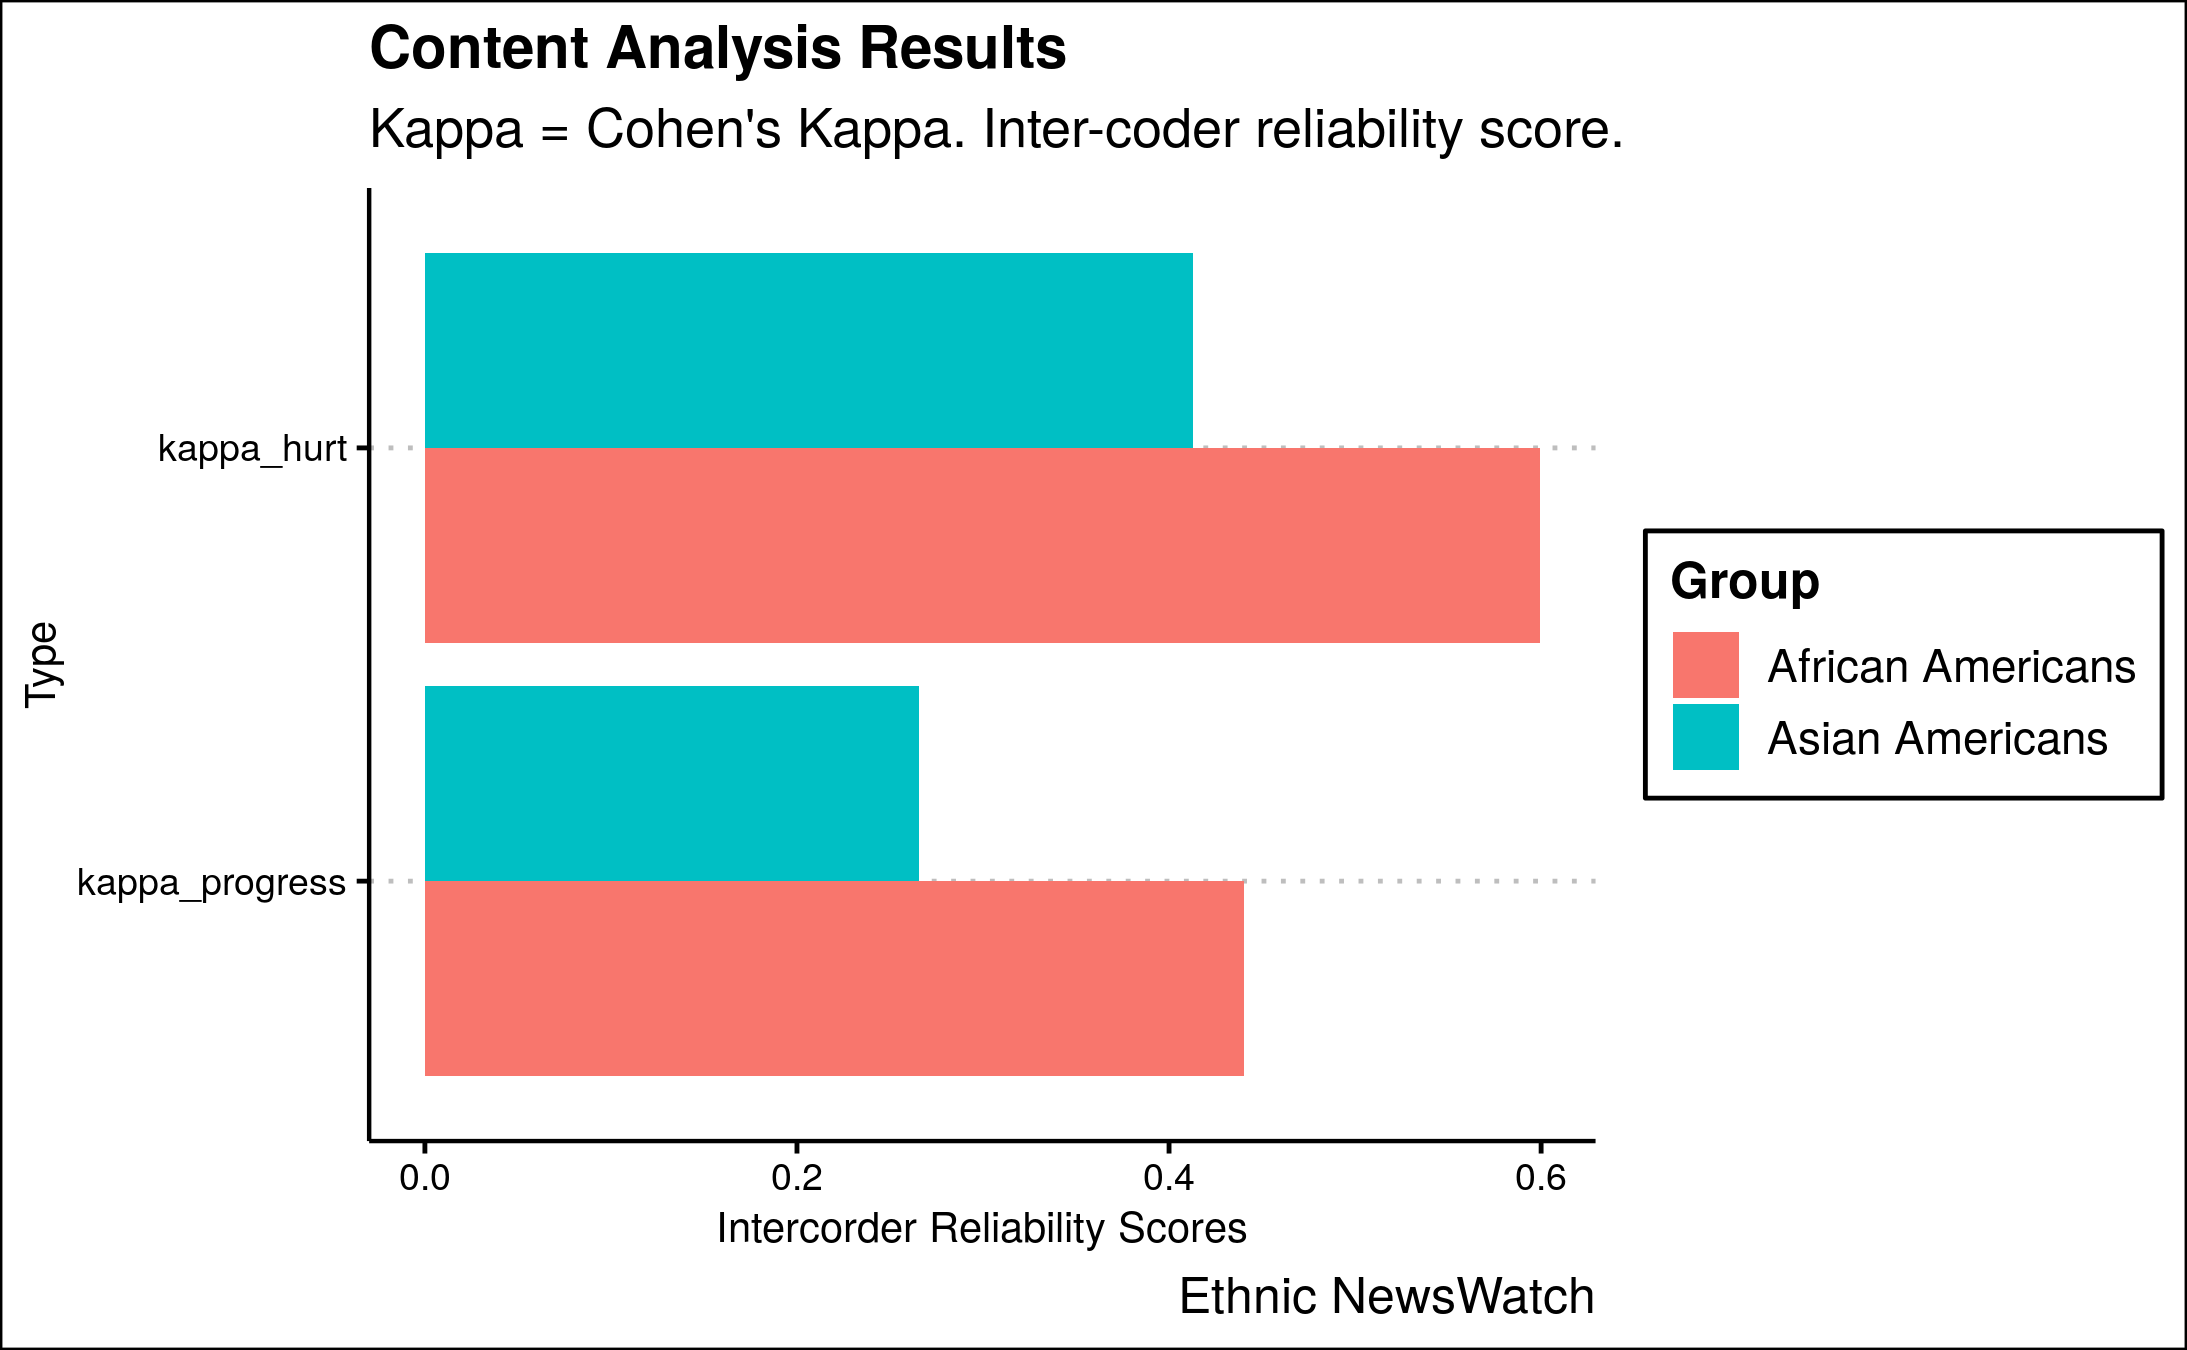 Content Analysis Results
Kappa = Cohen's Kappa. Inter-coder reliability score.
kappa_hurt
kappa_progress
Type
0.0 0.2 0.4 0.6
Intercorder Reliability Scores
Group
African Americans
Asian Americans
Ethnic NewsWatch